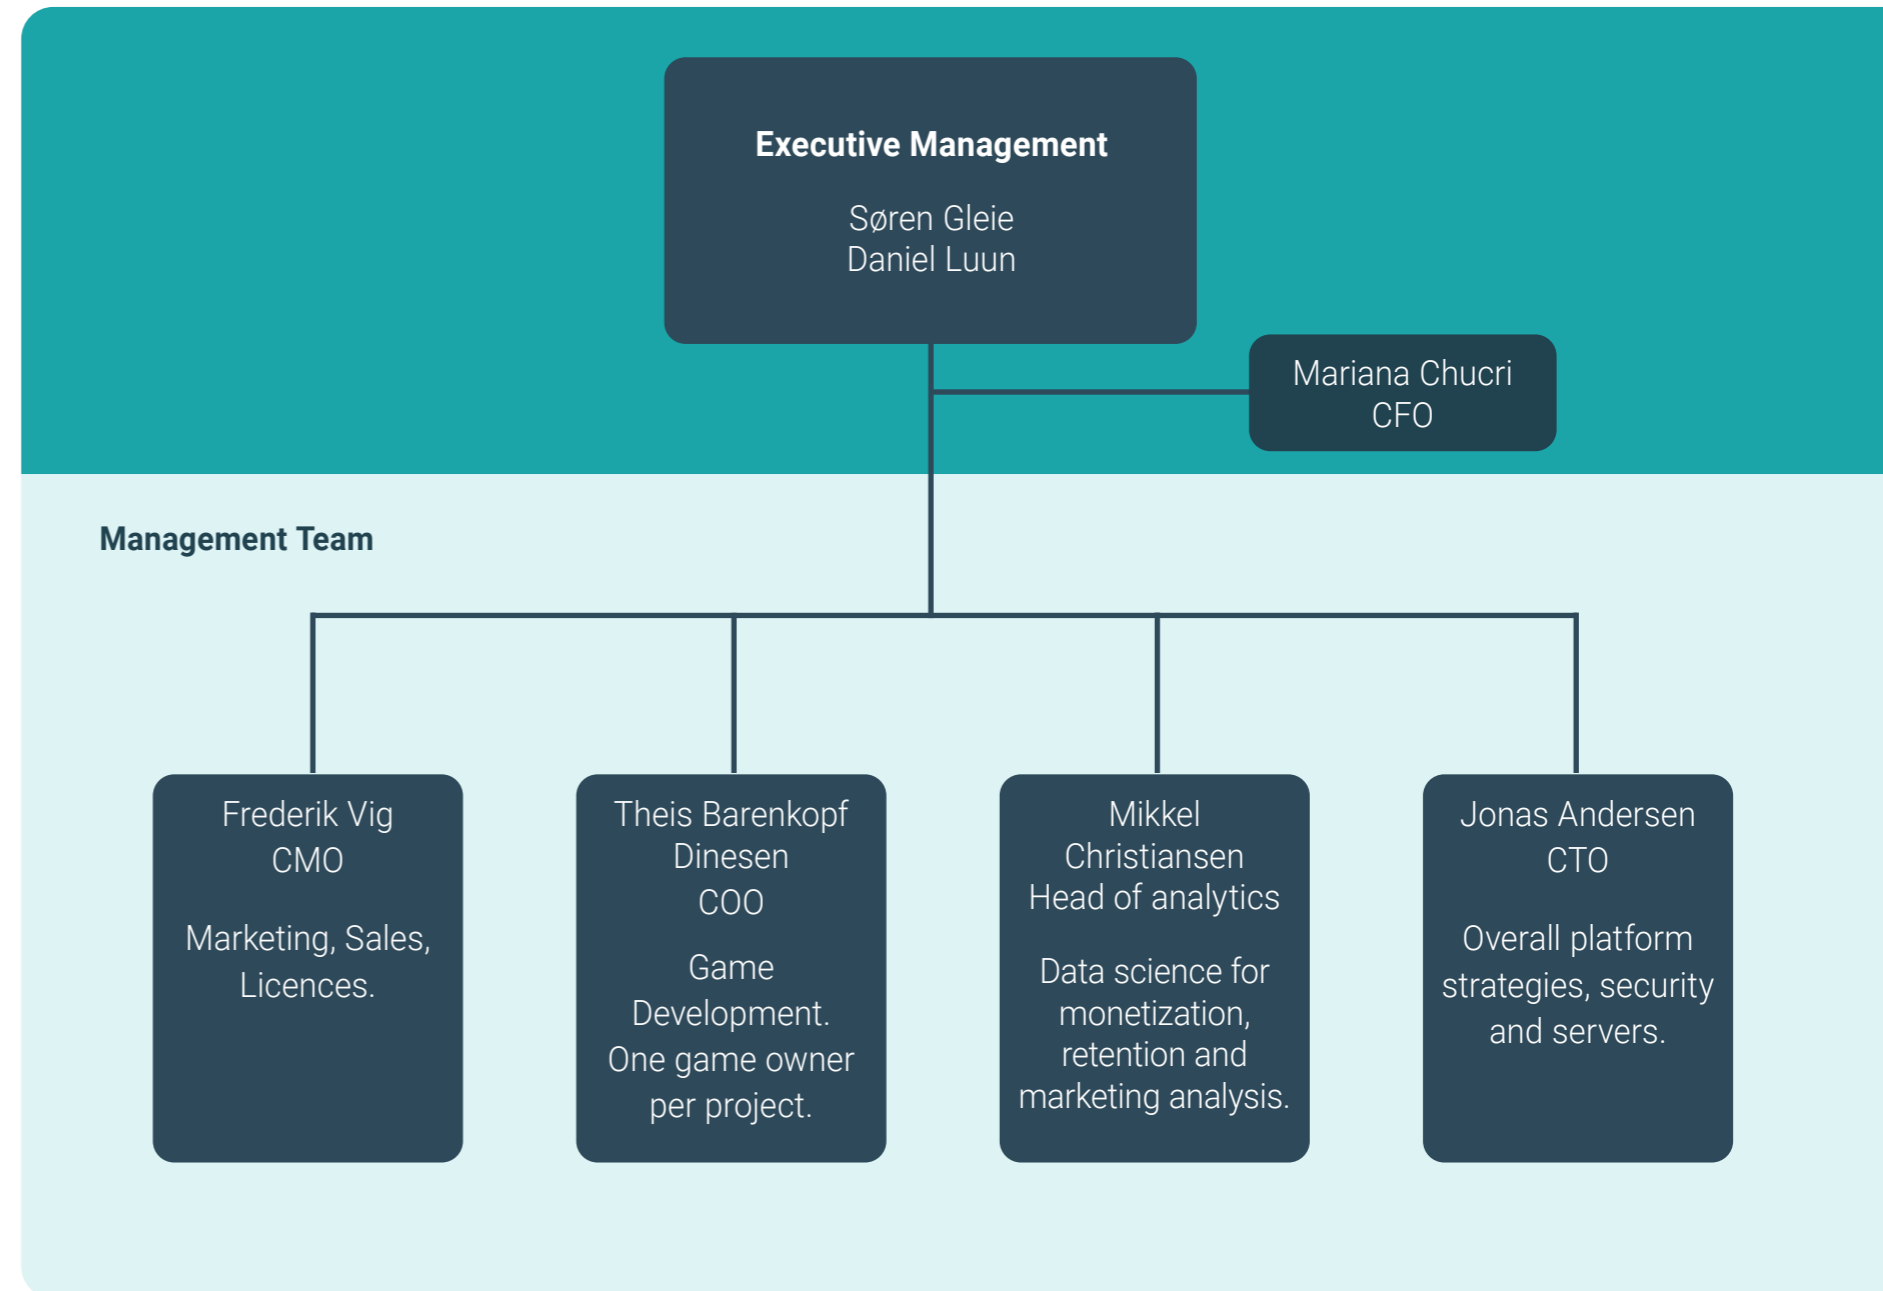 Executive Management
Søren Gleie
Daniel Luun
Mariana Chucri
CFO
Management Team
Frederik Vig
CMO
Marketing, Sales,
Licences.
Theis Barenkopf
Dinesen
COO
Game
Development.
One game owner
per project.
Mikkel
Christiansen
Head of analytics
Data science for
monetization,
retention and
marketing analysis.
Jonas Andersen
CTO
Overall platform
strategies, security
and servers.